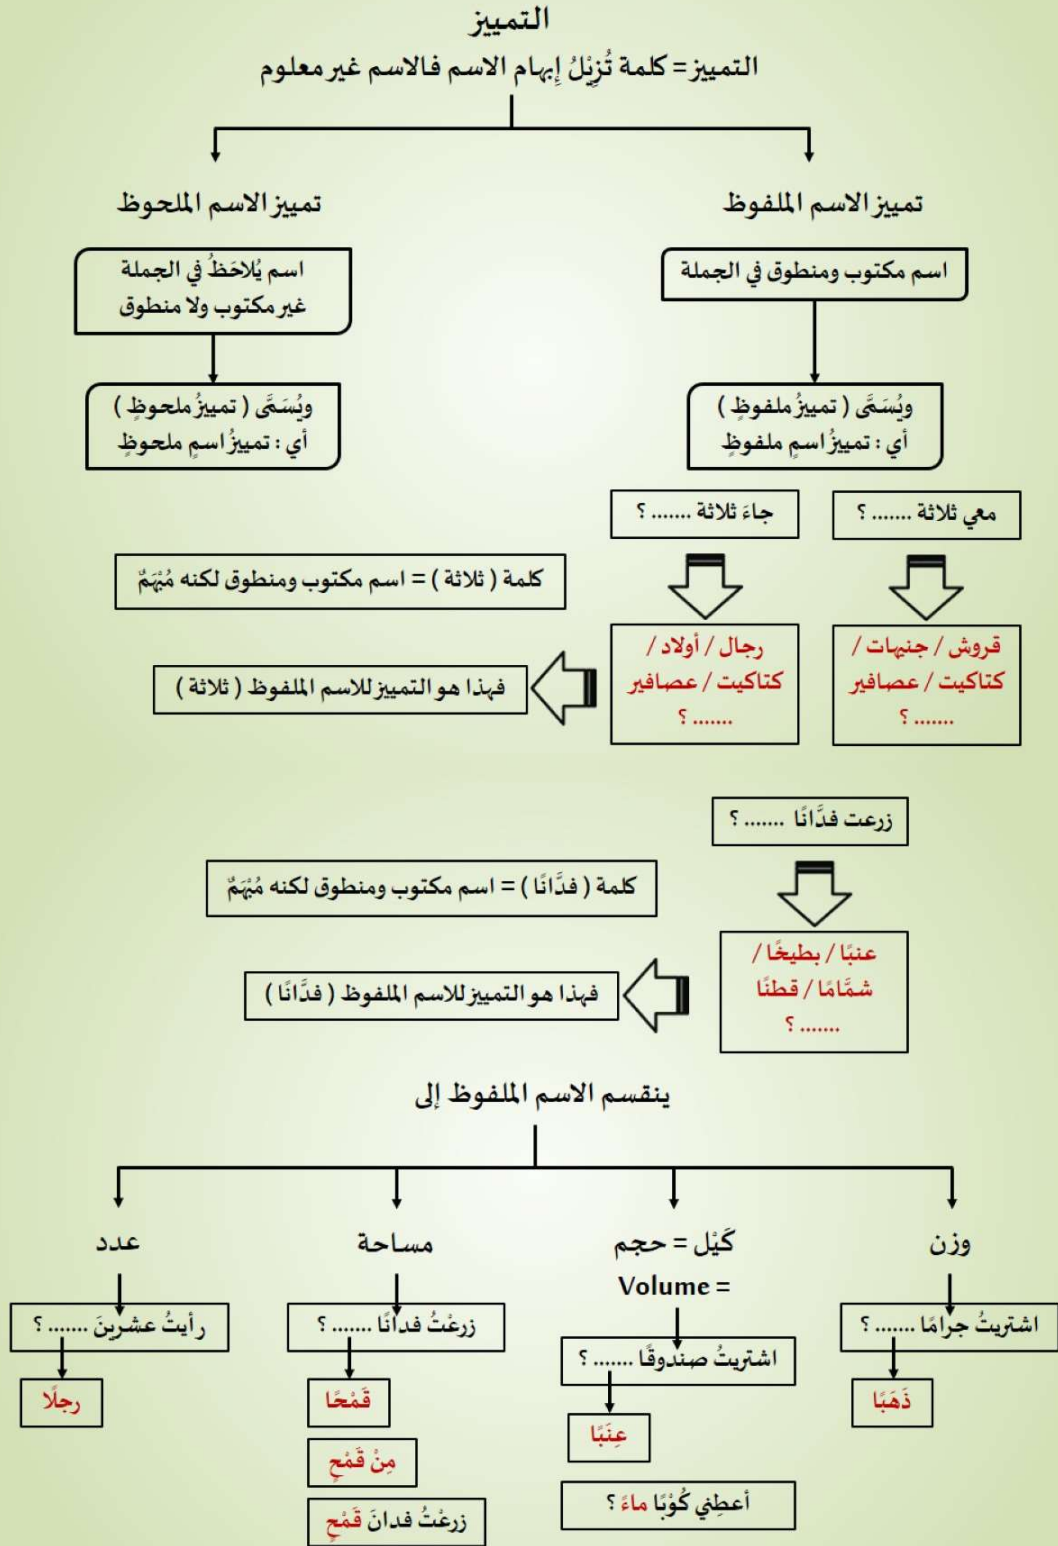 التمييز
التمييز = كلمة تُزِيْلُ إِبهام الاسم فالاسم غير معلوم
تمييز الاسم الملفوظ
تمييز الاسم الملحوظ
اسم مكتوب ومنطوق في الجملة
اسم يُلاحَظُ في الجملة
غير مكتوب ولا منطوق
ويُسَمَّى ( تمييزُ ملفوظٍ )
أي : تمييزُ اسمٍ ملفوظٍ
ويُسَمَّى ( تمييزُ ملحوظٍ )
أي : تمييزُ اسمٍ ملحوظٍ
معي ثلاثة ....... ؟
جاءَ ثلاثة ....... ؟
كلمة ( ثلاثة ) = اسم مكتوب ومنطوق لكنه مُبْهَمٌ
قروش / جنيهات /
كتاكيت / عصافير
....... ؟
رجال / أولاد /
كتاكيت / عصافير
....... ؟
فهذا هو التمييز للاسم الملفوظ ( ثلاثة )
زرعت فدَّانًا ....... ؟
كلمة ( فدَّانًا ) = اسم مكتوب ومنطوق لكنه مُبْهَمٌ
عنبًا / بطيخًا /
شمَّامًا / قطنًا
....... ؟
فهذا هو التمييز للاسم الملفوظ ( فدَّانًا )
ينقسم الاسم الملفوظ إلى
وزن
كَيْل = حجم
= Volume
مساحة
عدد
اشتريتُ جرامًا ....... ؟
ذَهَبًا
اشتريتُ صندوقًا ....... ؟
عِنَبًا
أعطِني كُوْبًا ماءً ؟
زرعْتُ فدانًا ....... ؟
قَمْحًا
مِنْ قَمْحٍ
زرعْتُ فدانَ قَمْحٍ
رأيتُ عشرينَ ....... ؟
رجلًا